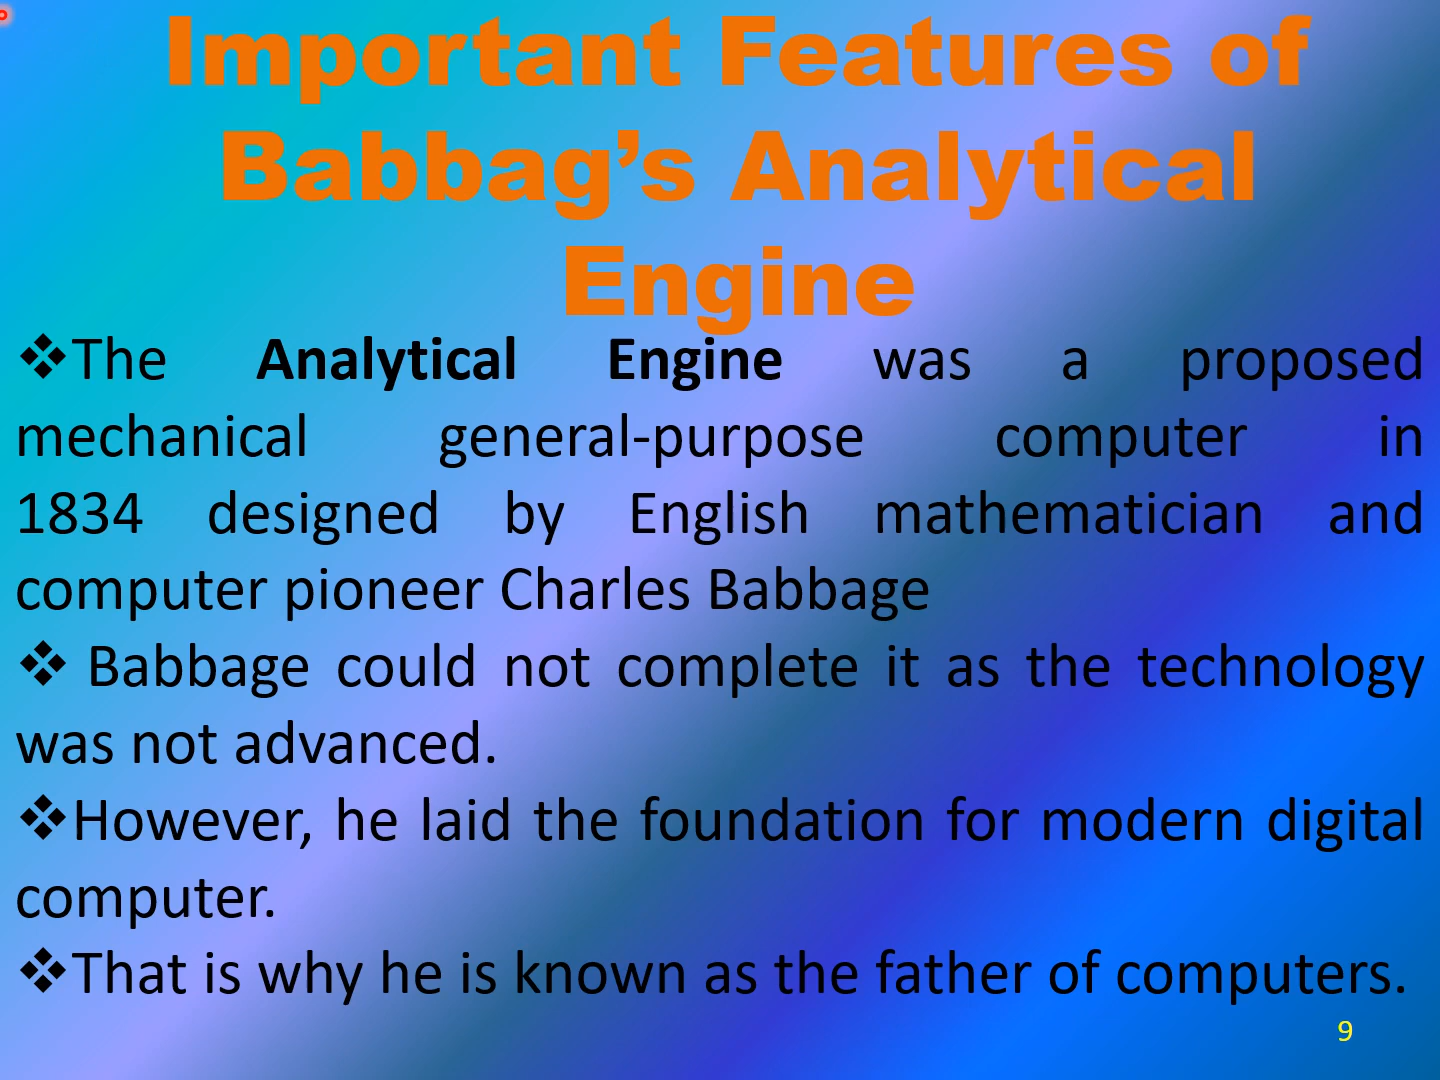 Important Features of
Babbag’s Analytical
Engine
❖The Analytical Engine was a proposed
mechanical general-purpose computer in
1834 designed by English mathematician and
computer pioneer Charles Babbage
❖ Babbage could not complete it as the technology
was not advanced.
❖However, he laid the foundation for modern digital
computer.
❖That is why he is known as the father of computers.
9